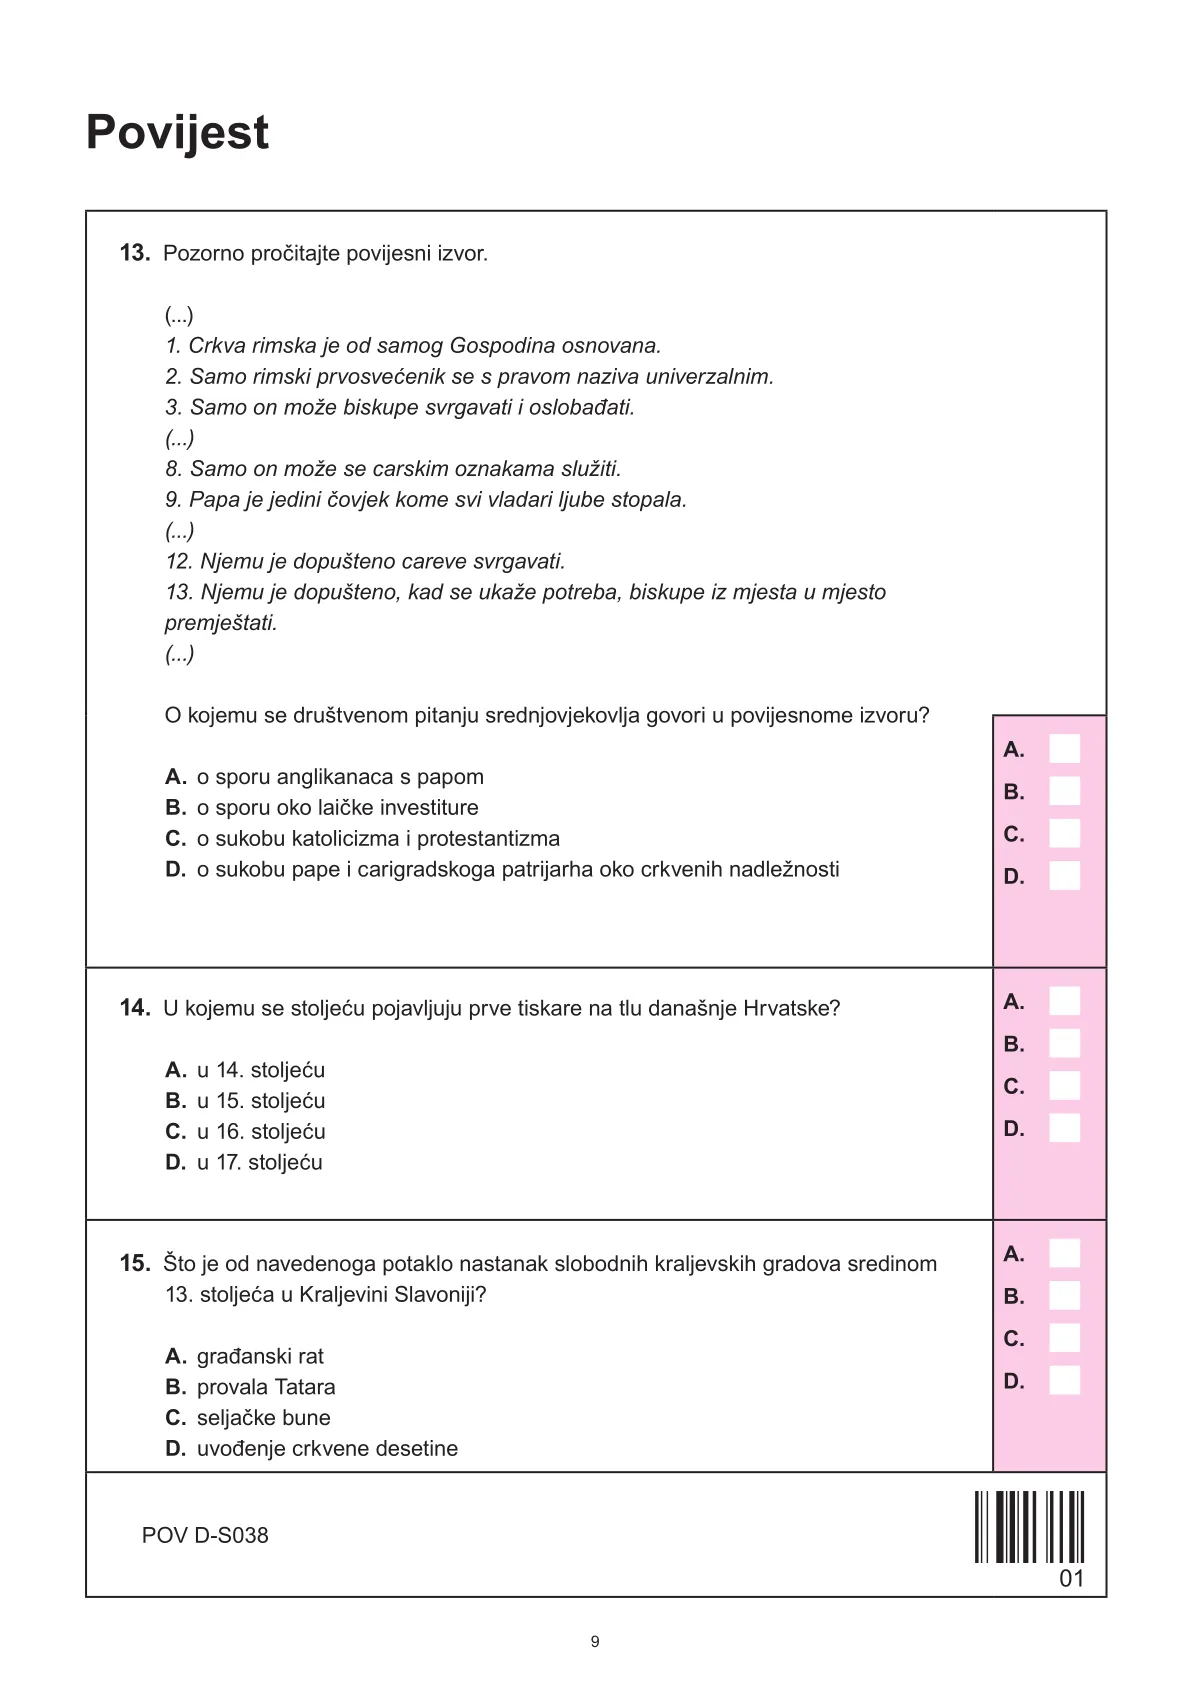 Povijest
13. Pozorno pročitajte povijesni izvor.
(...)
1. Crkva rimska je od samog Gospodina osnovana.
2. Samo rimski prvosvećenik se s pravom naziva univerzalnim.
3. Samo on može biskupe svrgavati i oslobađati.
(...)
8. Samo on može se carskim oznakama služiti.
9. Papa je jedini čovjek kome svi vladari ljube stopala.
(...)
12. Njemu je dopušteno careve svrgavati.
13. Njemu je dopušteno, kad se ukaže potreba, biskupe iz mjesta u mjesto
premještati.
(...)
O kojemu se društvenom pitanju srednjovjekovlja govori u povijesnome izvoru?
A. o sporu anglikanaca s papom
B. o sporu oko laičke investiture
C. o sukobu katolicizma i protestantizma
D. o sukobu pape i carigradskoga patrijarha oko crkvenih nadležnosti
A.
B.
C.
D.
14. U kojemu se stoljeću pojavljuju prve tiskare na tlu današnje Hrvatske?
A. u 14. stoljeću
B. u 15. stoljeću
C. u 16. stoljeću
D. u 17. stoljeću
A.
B.
C.
D.
15. Što je od navedenoga potaklo nastanak slobodnih kraljevskih gradova sredinom
13. stoljeća u Kraljevini Slavoniji?
A. građanski rat
B. provala Tatara
C. seljačke bune
D. uvođenje crkvene desetine
A.
B.
C.
D.
POV D-S038
01
9